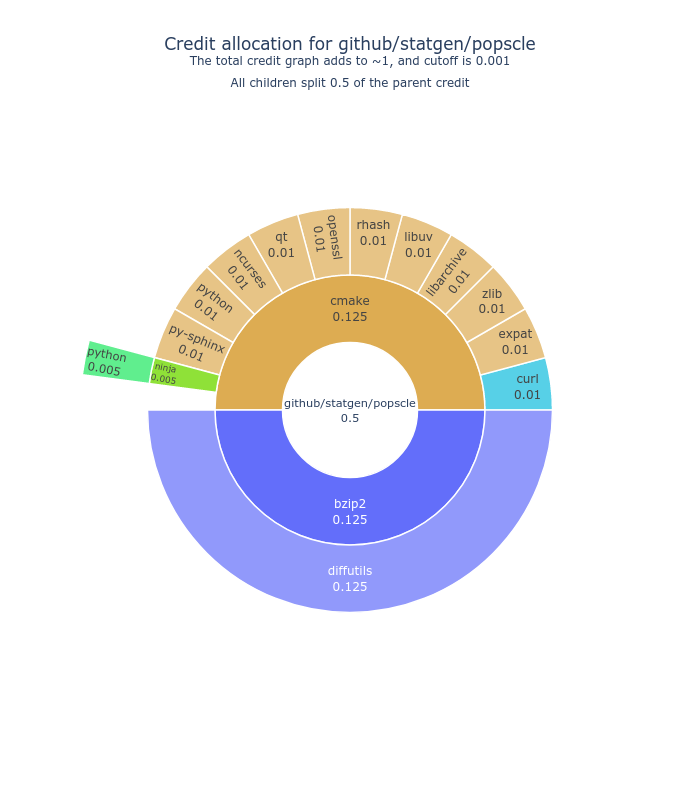 Credit allocation for github/statgen/popscle
The total credit graph adds to ~1, and cutoff is 0.001
All children split 0.5 of the parent credit
rhash
0.01
openssl
0.01
libuv
0.01
qt
0.01
libarchive
0.01
ncurses
0.01
zlib
0.01
python
0.01
cmake
0.125
expat
0.01
py-sphinx
0.01
python
0.005
ninja
0.005
curl
0.01
github/statgen/popscle
0.5
bzip2
0.125
diffutils
0.125